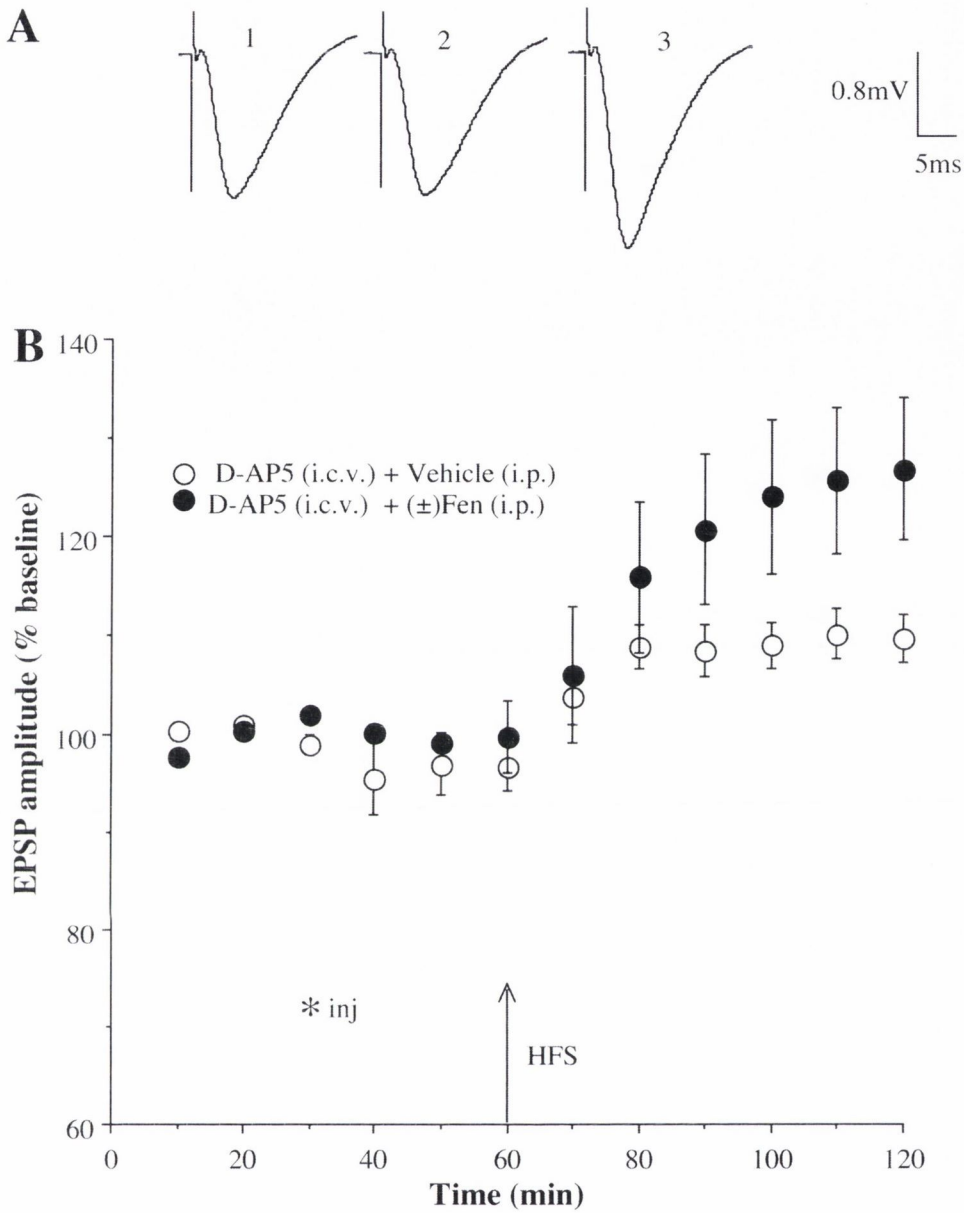 A
1
2
3
0.8mV
5ms
B
140
120
100
80
60
EPSP amplitude (% baseline)
D-AP5 (i.c.v.) + Vehicle (i.p.)
D-AP5 (i.c.v.) + (±)Fen (i.p.)
* inj
HFS
0
20
40
60
80
100
120
Time (min)